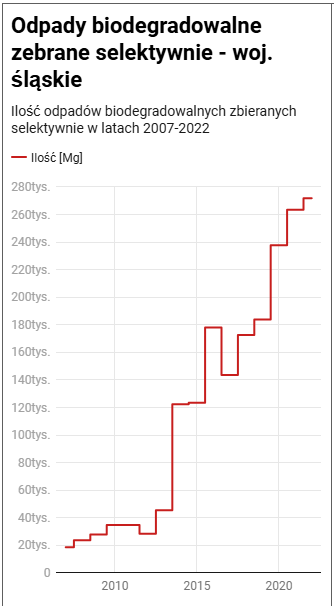 Odpady biodegradowalne
zebrane selektywnie - woj.
śląskie
Ilość odpadów biodegradowalnych zbieranych
selektywnie w latach 2007-2022
Ilość [Mg]
280tys.
260tys.
240tys.
220tys.
200tys.
180tys.
160tys.
140tys.
120tys.
100tys.
80tys.
60tys.
40tys.
20tys.
0
2010 2015 2020